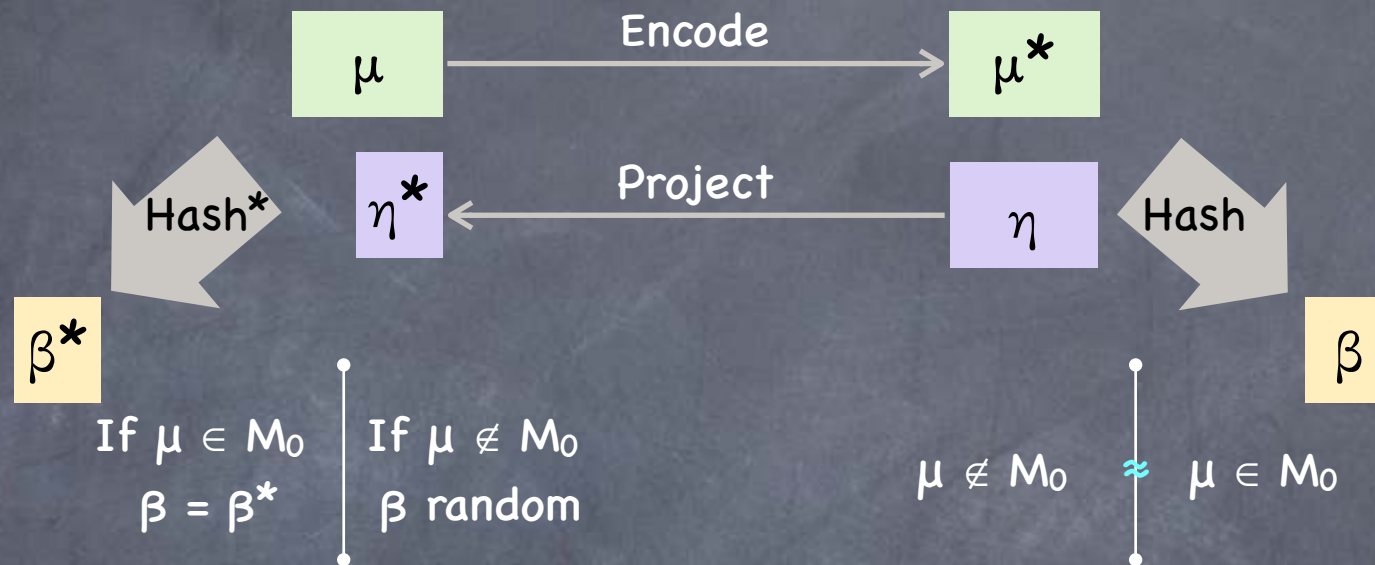 Encode
μ
μ*
Project
η*
η
Hash*
Hash
β*
β
If μ ∈ M₀
β = β*
If μ ∉ M₀
β random
μ ∉ M₀ ≈ μ ∈ M₀